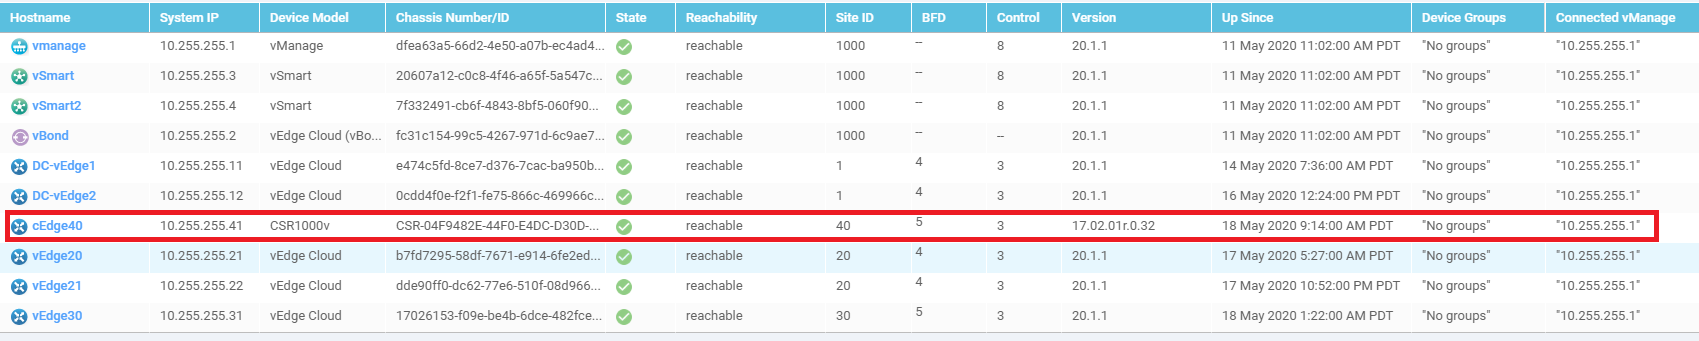 Hostname System IP Device Model Chassis Number/ID State Reachability Site ID BFD Control Version Up Since Device Groups Connected vManage
vmanage 10.255.255.1 vManage dfea63a5-66d2-4e50-a07b-ec4ad4... reachable 1000 -- 8 20.1.1 11 May 2020 11:02:00 AM PDT "No groups" "10.255.255.1"
vSmart 10.255.255.3 vSmart 20607a12-c0c8-4f46-a65f-5a547c... reachable 1000 -- 8 20.1.1 11 May 2020 11:02:00 AM PDT "No groups" "10.255.255.1"
vSmart2 10.255.255.4 vSmart 7f332491-cb6f-4843-8bf5-060f90... reachable 1000 -- 8 20.1.1 11 May 2020 11:02:00 AM PDT "No groups" "10.255.255.1"
vBond 10.255.255.2 vEdge Cloud (vBo... fc31c154-99c5-4267-971d-6c9ae7... reachable 1000 -- -- 20.1.1 11 May 2020 11:02:00 AM PDT "No groups" "10.255.255.1"
DC-vEdge1 10.255.255.11 vEdge Cloud e474c5fd-8ce7-d376-7cac-ba950b... reachable 1 4 3 20.1.1 14 May 2020 7:36:00 AM PDT "No groups" "10.255.255.1"
DC-vEdge2 10.255.255.12 vEdge Cloud 0cdd4f0e-f2f1-fe75-866c-469966c... reachable 1 4 3 20.1.1 16 May 2020 12:24:00 PM PDT "No groups" "10.255.255.1"
cEdge40 10.255.255.41 CSR1000v CSR-04F9482E-44F0-E4DC-D30D-... reachable 40 5 3 17.02.01r.0.32 18 May 2020 9:14:00 AM PDT "No groups" "10.255.255.1"
vEdge20 10.255.255.21 vEdge Cloud b7fd7295-58df-7671-e914-6fe2ed... reachable 20 4 3 20.1.1 17 May 2020 5:27:00 AM PDT "No groups" "10.255.255.1"
vEdge21 10.255.255.22 vEdge Cloud dde90ff0-dc62-77e6-510f-08d966... reachable 20 4 3 20.1.1 17 May 2020 10:52:00 PM PDT "No groups" "10.255.255.1"
vEdge30 10.255.255.31 vEdge Cloud 17026153-f09e-be4b-6dce-482fce... reachable 30 5 3 20.1.1 18 May 2020 1:22:00 AM PDT "No groups" "10.255.255.1"